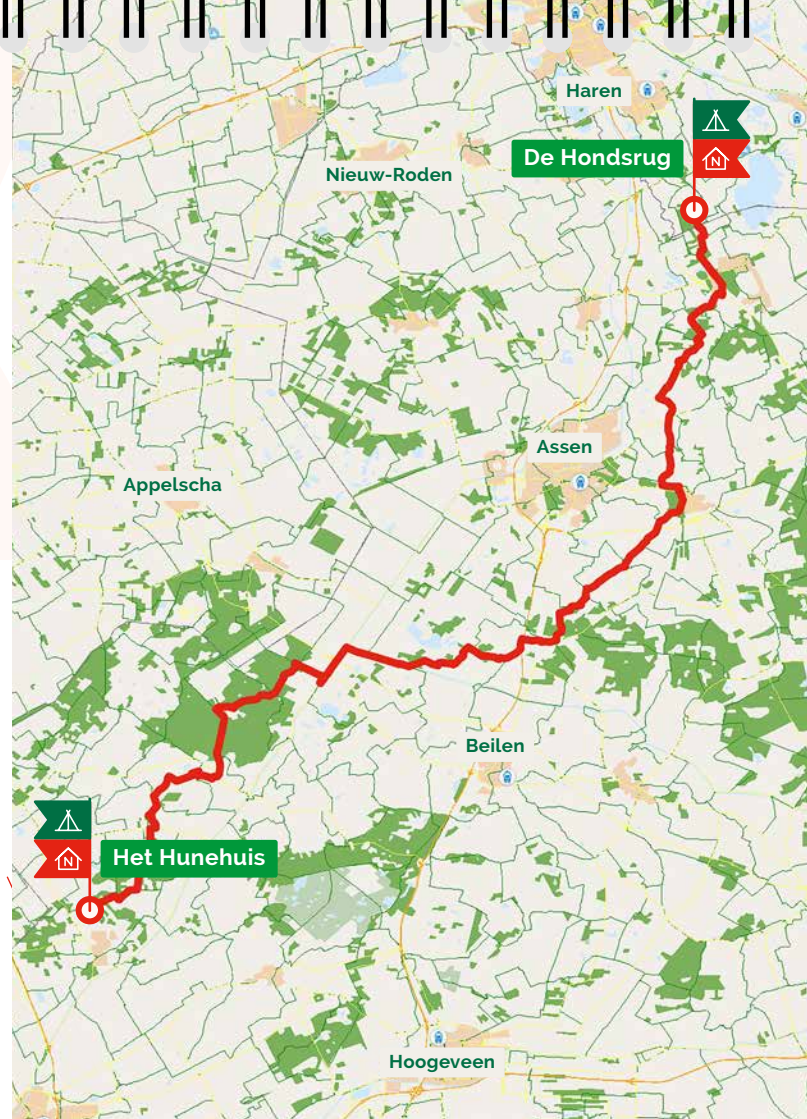 Haren
De Hondsrug
N
Nieuw-Roden
Assen
Appelscha
Beilen
N
Het Hunehuis
Hoogeveen